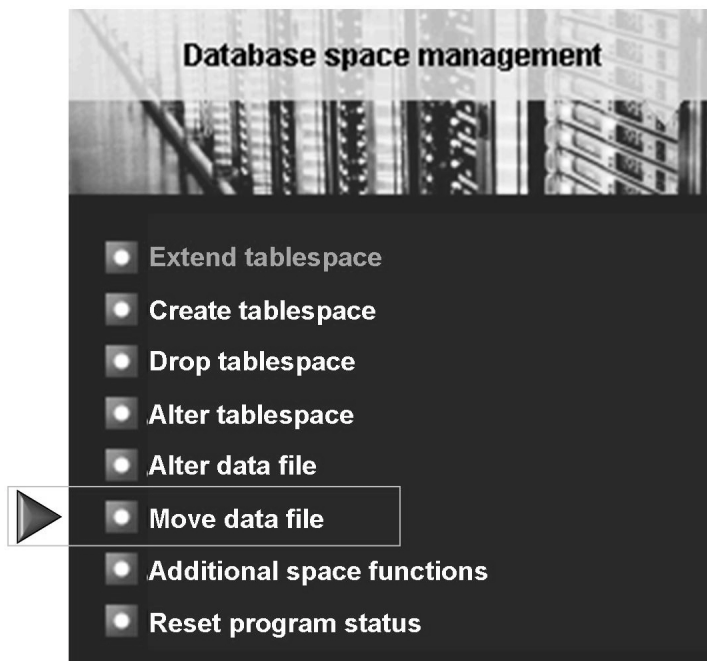 Database space management
Extend tablespace
Create tablespace
Drop tablespace
Alter tablespace
Alter data file
Move data file
Additional space functions
Reset program status